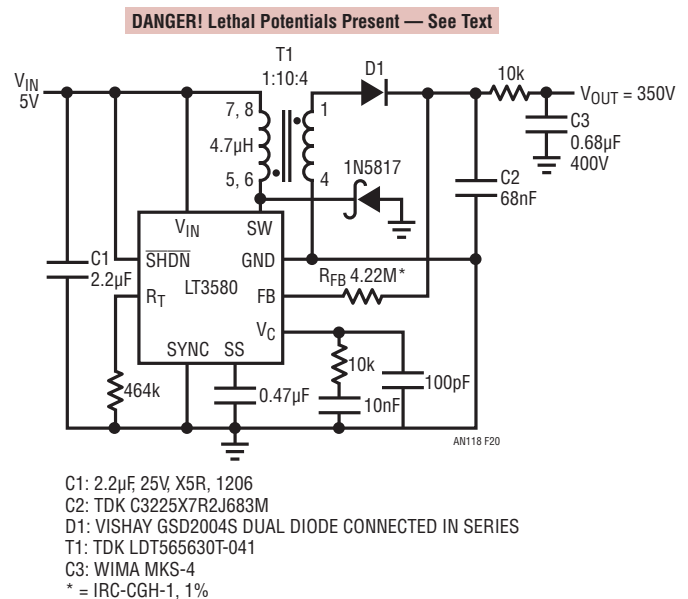 DANGER! Lethal Potentials Present — See Text
T1
1:10:4
D1
10k
VIN
5V
VOUT = 350V
7, 8
1
4.7µH
C3
0.68µF
400V
5, 6
4
1N5817
C2
68nF
VIN
SW
C1
2.2µF
SHDN
GND
LT3580
RFB 4.22M*
RT
FB
VC
SYNC
SS
464k
0.47µF
10k
10nF
100pF
AN118 F20
C1: 2.2µF, 25V, X5R, 1206
C2: TDK C3225X7R2J683M
D1: VISHAY GSD2004S DUAL DIODE CONNECTED IN SERIES
T1: TDK LDT565630T-041
C3: WIMA MKS-4
* = IRC-CGH-1, 1%